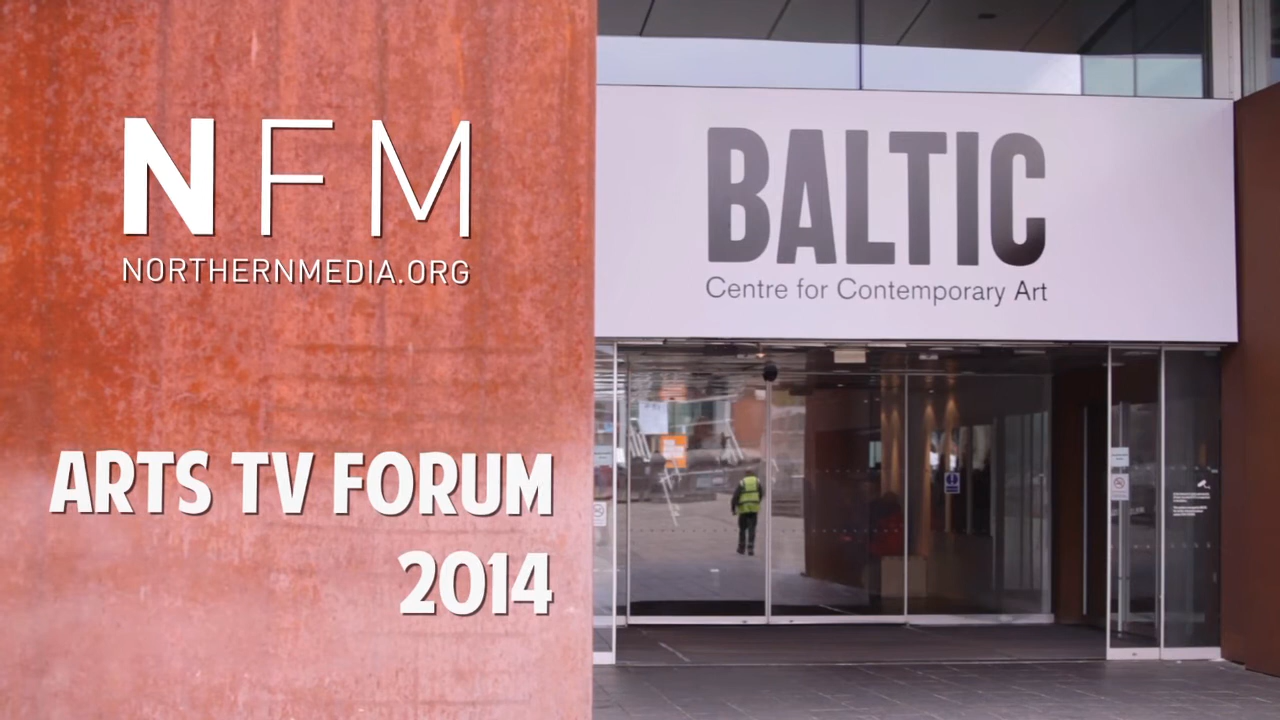 NFM
NORTHERNMEDIA.ORG
ARTS TV FORUM
2014
BALTIC
Centre for Contemporary Art